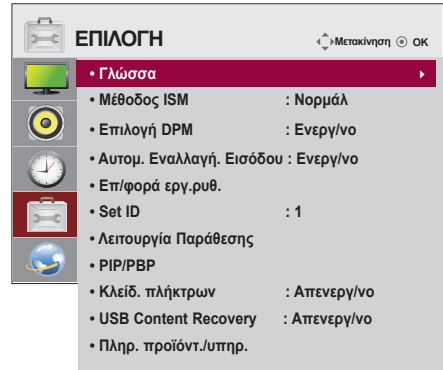 ΕΠΙΛΟΓΗ Μετακίνηση OK
• Γλώσσα
• Μέθοδος ISM : Νορμάλ
• Επιλογή DPM : Ενεργ/νο
• Αυτομ. Εναλλαγή. Εισόδου : Ενεργ/νο
• Επ/φορά εργ.ρυθ.
• Set ID : 1
• Λειτουργία Παράθεσης
• PIP/PBP
• Κλείδ. πλήκτρων : Απενεργ/νο
• USB Content Recovery : Απενεργ/νο
• Πληρ. προϊόντ./υπηρ.